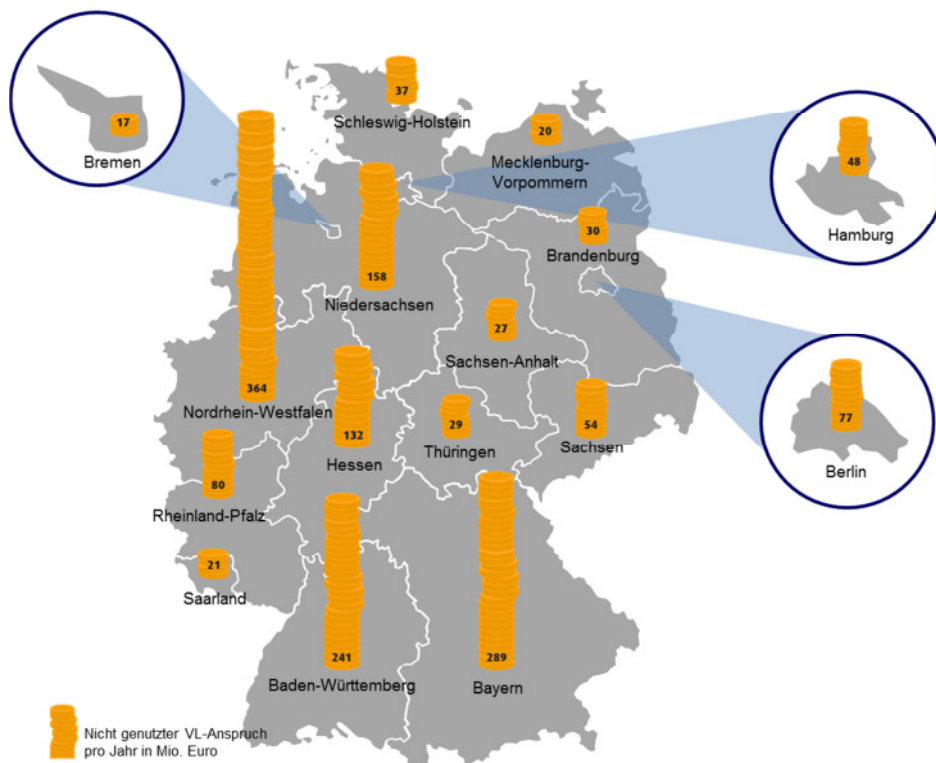 37
Schleswig-Holstein
17
Bremen
20
Mecklenburg-
Vorpommern
48
Hamburg
30
Brandenburg
158
Niedersachsen
27
Sachsen-Anhalt
364
Nordrhein-Westfalen
132
Hessen
29
Thüringen
54
Sachsen
77
Berlin
80
Rheinland-Pfalz
21
Saarland
241
Baden-Württemberg
289
Bayern
Nicht genutzter VL-Anspruch
pro Jahr in Mio. Euro